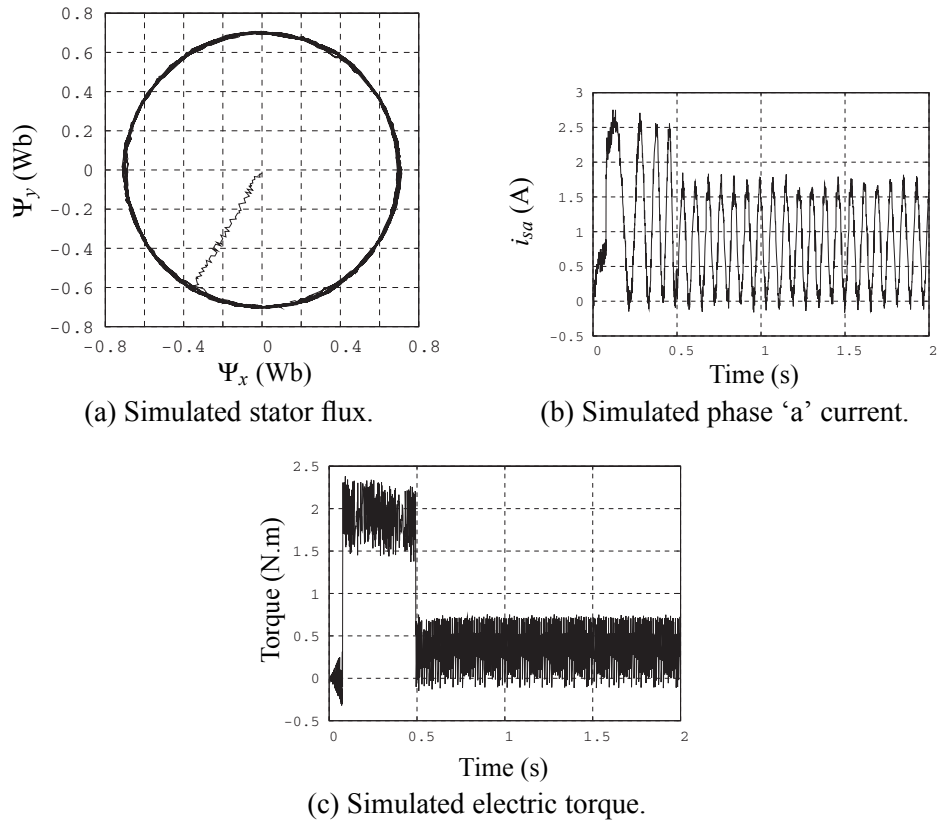 0.8
0.6
0.4
0.2
0
−0.2
−0.4
−0.6
−0.8
−0.8 −0.4 0 0.4 0.8
Ψy (Wb)
Ψx (Wb)
(a) Simulated stator flux.
3
2.5
2
1.5
1
0.5
0
−0.5
0 0.5 1 1.5 2
isa (A)
Time (s)
(b) Simulated phase ‘a’ current.
2.5
2
1.5
1
0.5
0
−0.5
0 0.5 1 1.5 2
Torque (N.m)
Time (s)
(c) Simulated electric torque.